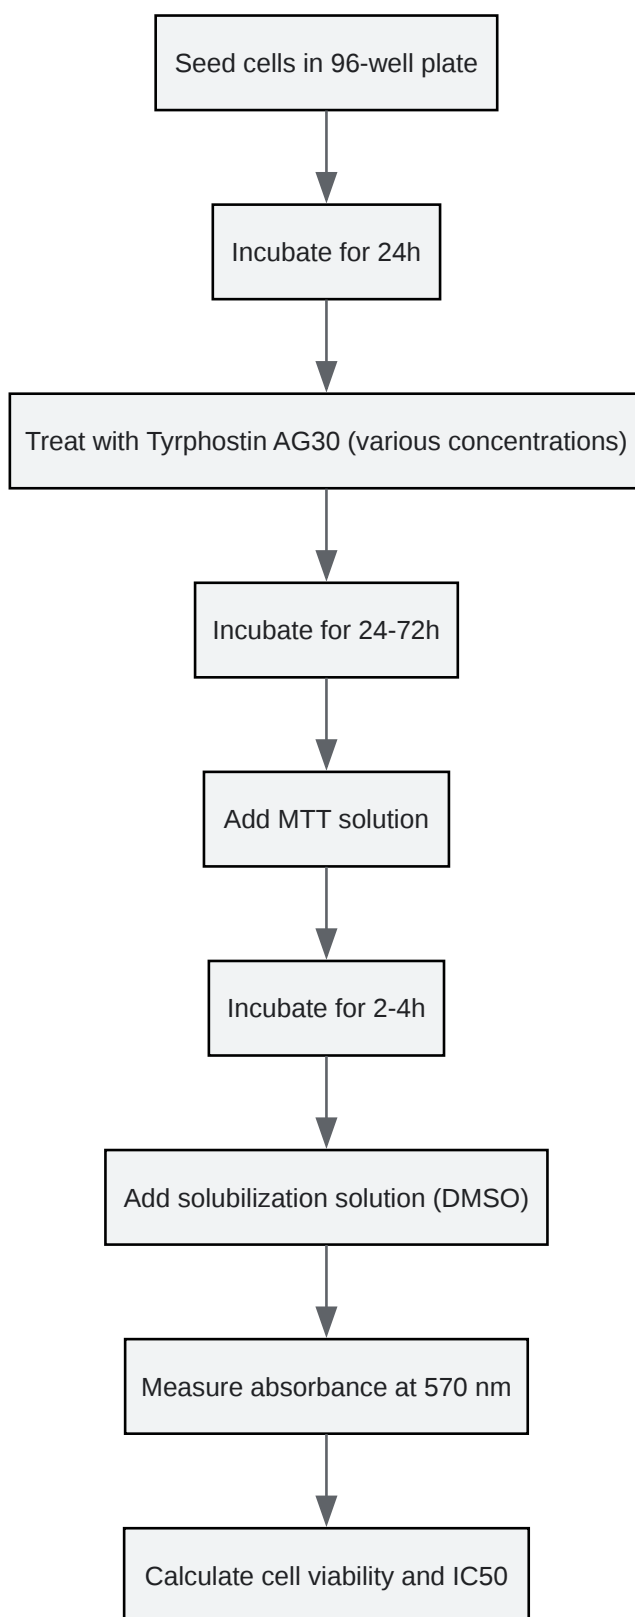 Seed cells in 96-well plate
Incubate for 24h
Treat with Tyrphostin AG30 (various concentrations)
Incubate for 24-72h
Add MTT solution
Incubate for 2-4h
Add solubilization solution (DMSO)
Measure absorbance at 570 nm
Calculate cell viability and IC50